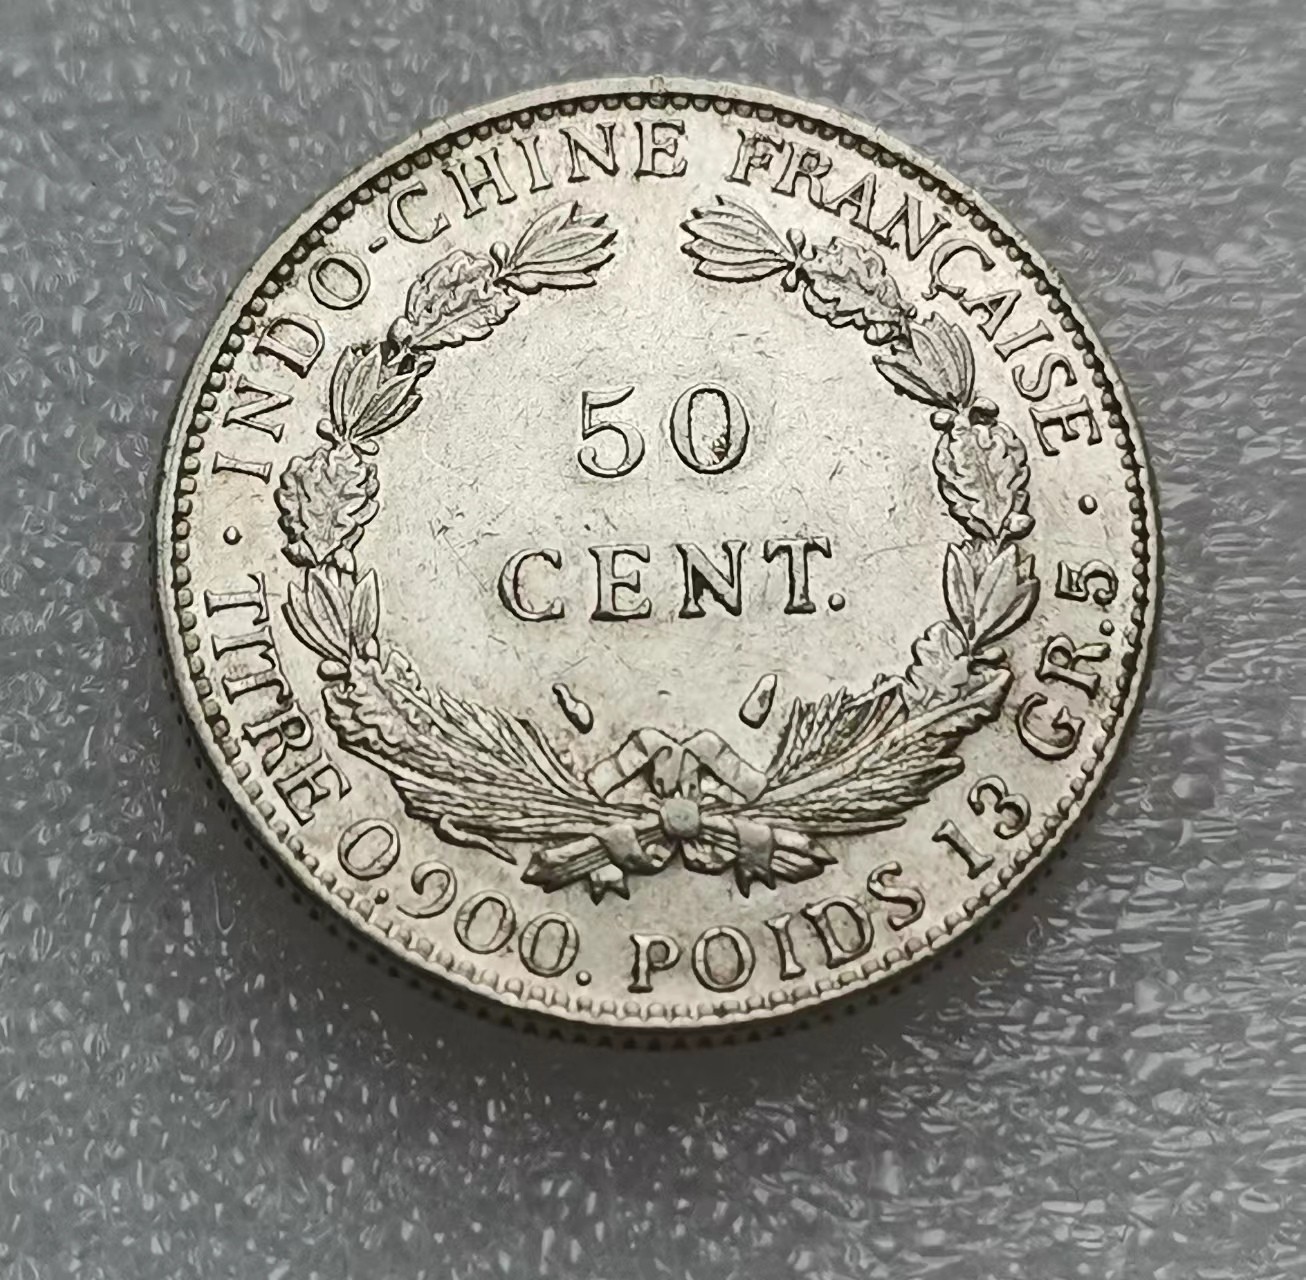 · INDO-CHINE FRANÇAISE ·
50
CENT.
TITRE 0,900. POIDS 13 GR.5